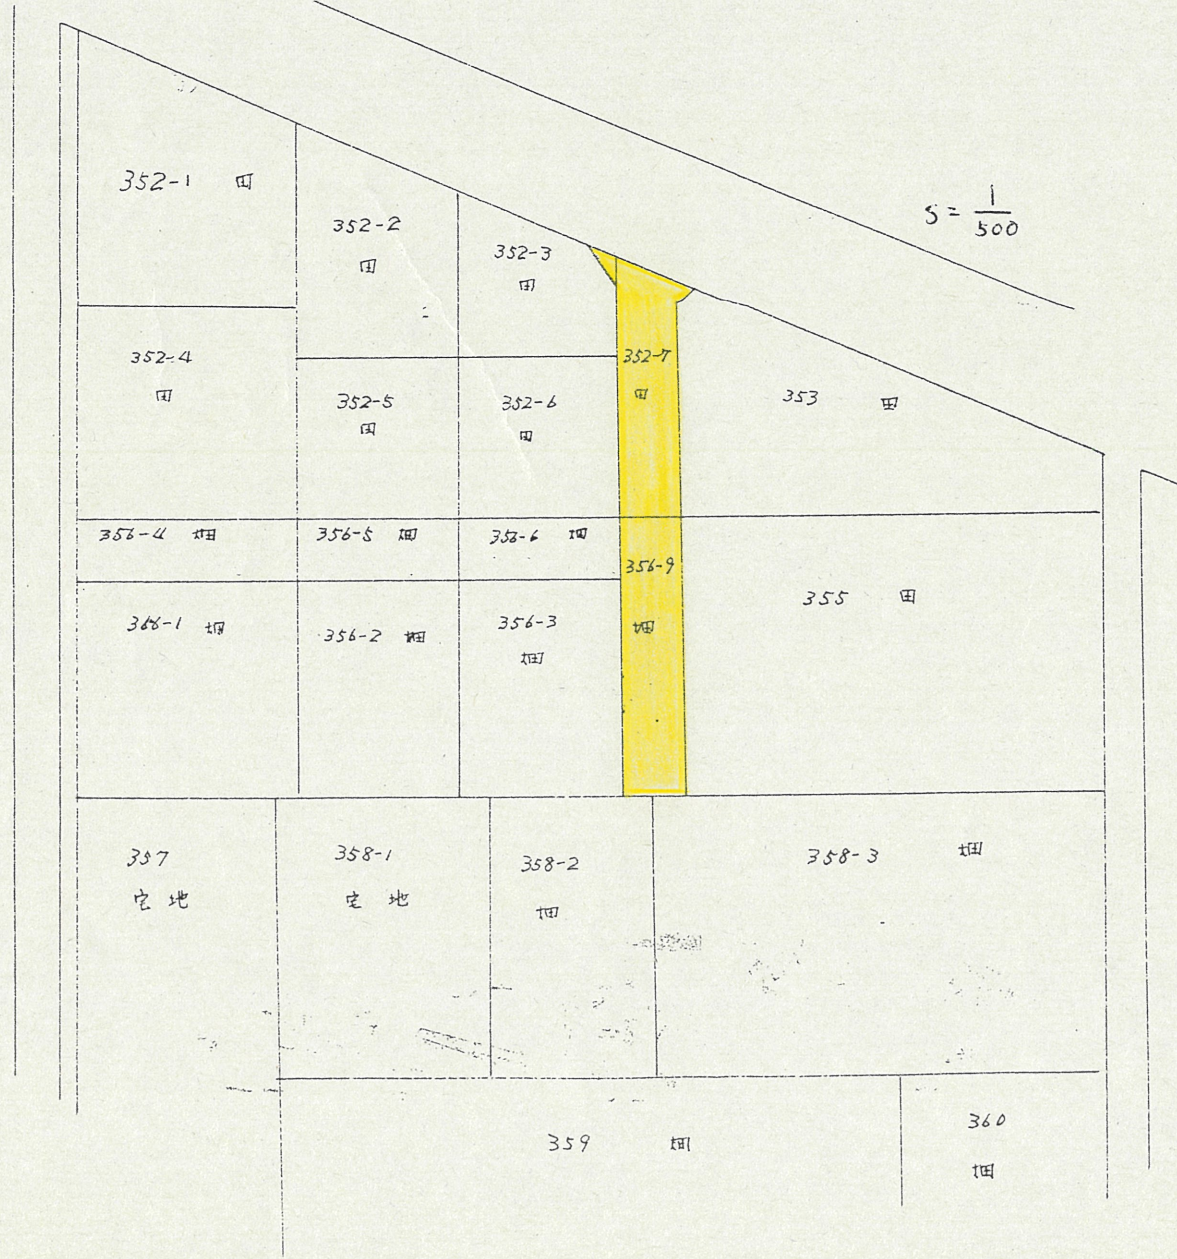 S = 1/500
352-1 田
352-2
田
352-3
田
352-4
田
352-5
田
352-6
田
352-7
田
353 田
356-4 畑
356-5 畑
356-6 畑
356-9
畑
355 田
356-1 畑
356-2 畑
356-3
畑
357
宅地
358-1
宅地
358-2
畑
358-3 畑
359 畑
360
畑